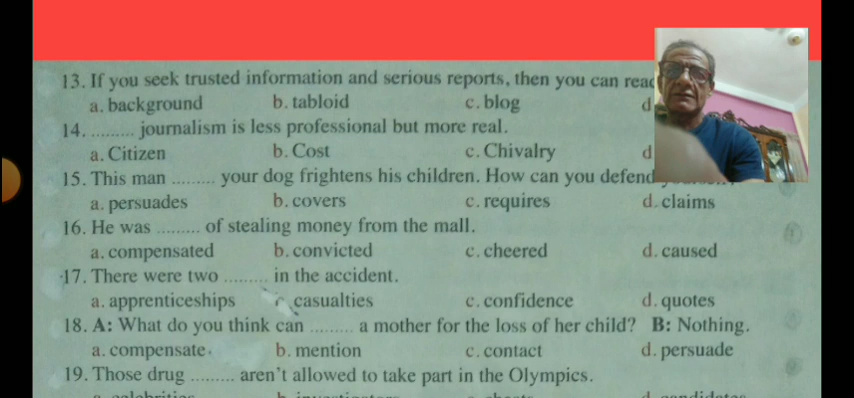 13. If you seek trusted information and serious reports, then you can read
a. background b. tabloid c. blog d
14. ......... journalism is less professional but more real.
a. Citizen b. Cost c. Chivalry d
15. This man ......... your dog frightens his children. How can you defend
a. persuades b. covers c. requires d. claims
16. He was ......... of stealing money from the mall.
a. compensated b. convicted c. cheered d. caused
17. There were two ......... in the accident.
a. apprenticeships casualties c. confidence d. quotes
18. A: What do you think can ......... a mother for the loss of her child? B: Nothing.
a. compensate b. mention c. contact d. persuade
19. Those drug ......... aren't allowed to take part in the Olympics.